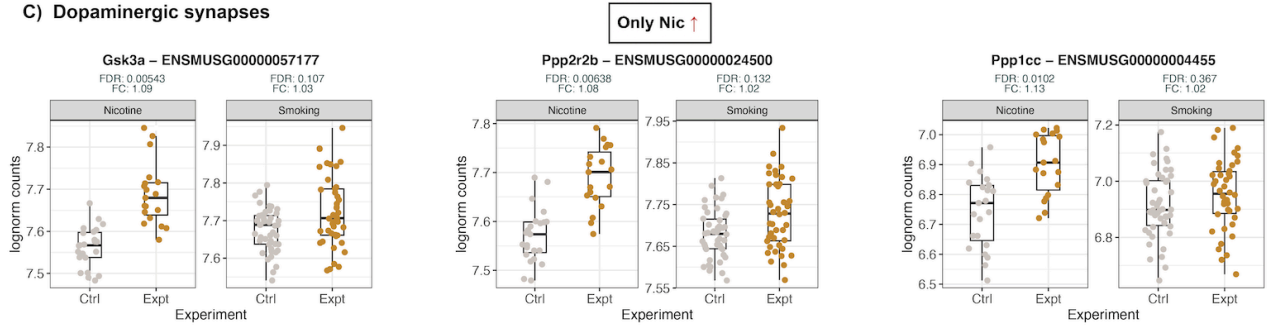 C) Dopaminergic synapses
Only Nic ↑
Gsk3a – ENSMUSG00000057177
FDR: 0.00543
FC: 1.09
FDR: 0.107
FC: 1.03
Nicotine
Smoking
lognorm counts
7.8
7.7
7.6
7.5
7.9
7.8
7.7
7.6
Ctrl
Expt
Ctrl
Expt
Experiment
Ppp2r2b – ENSMUSG00000024500
FDR: 0.00638
FC: 1.08
FDR: 0.132
FC: 1.02
Nicotine
Smoking
lognorm counts
7.8
7.7
7.6
7.5
7.95
7.85
7.75
7.65
7.55
Ctrl
Expt
Ctrl
Expt
Experiment
Ppp1cc – ENSMUSG00000004455
FDR: 0.0102
FC: 1.13
FDR: 0.367
FC: 1.02
Nicotine
Smoking
lognorm counts
7.0
6.9
6.8
6.7
6.6
6.5
7.2
7.0
6.8
Ctrl
Expt
Ctrl
Expt
Experiment